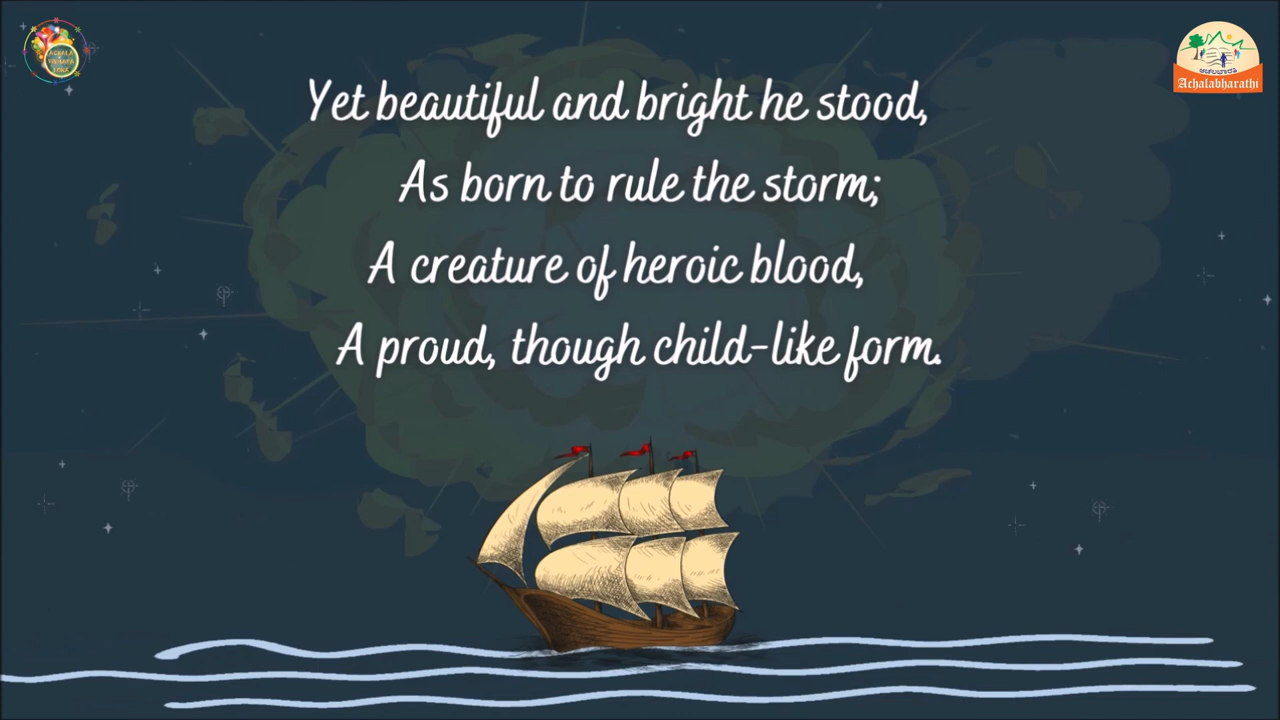 ACHALA
Yet beautiful and bright he stood,
As born to rule the storm;
A creature of heroic blood,
A proud, though child-like form.
Achalabharathi